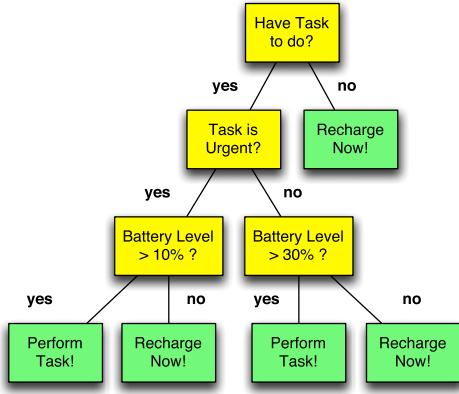 Have Task
to do?
yes
no
Task is
Urgent?
Recharge
Now!
yes
no
Battery Level
> 10% ?
Battery Level
> 30% ?
yes
no
yes
no
Perform
Task!
Recharge
Now!
Perform
Task!
Recharge
Now!